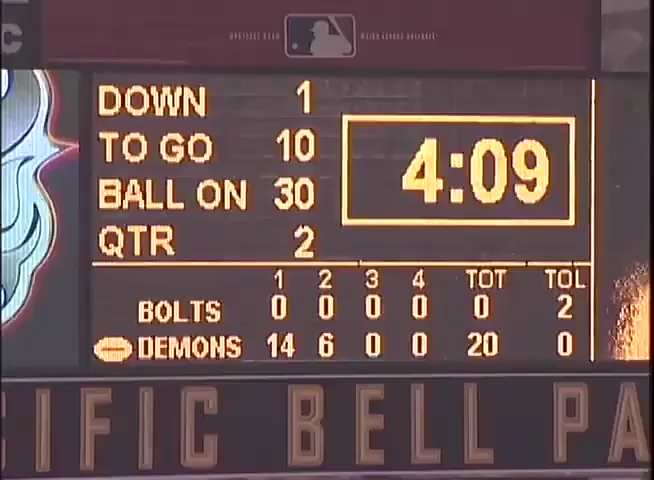 C
DOWN 1
TO GO 10
BALL ON 30
QTR 2
4:09
1 2 3 4 TOT TOL
BOLTS 0 0 0 0 0 2
DEMONS 14 6 0 0 20 0
CIFIC BELL PA